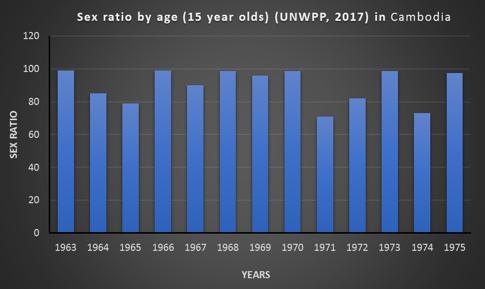 Sex ratio by age (15 year olds) (UNWPP, 2017) in Cambodia
120
100
80
60
40
20
0
SEX RATIO
1963 1964 1965 1966 1967 1968 1969 1970 1971 1972 1973 1974 1975
YEARS